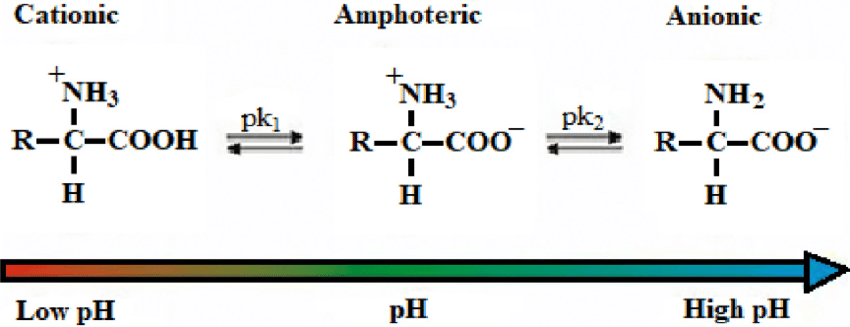 Cationic Amphoteric Anionic
+ + 
NH3 NH3 NH2
pk1 pk2
R–C–COOH R–C–COO− R–C–COO−
H H H
Low pH pH High pH